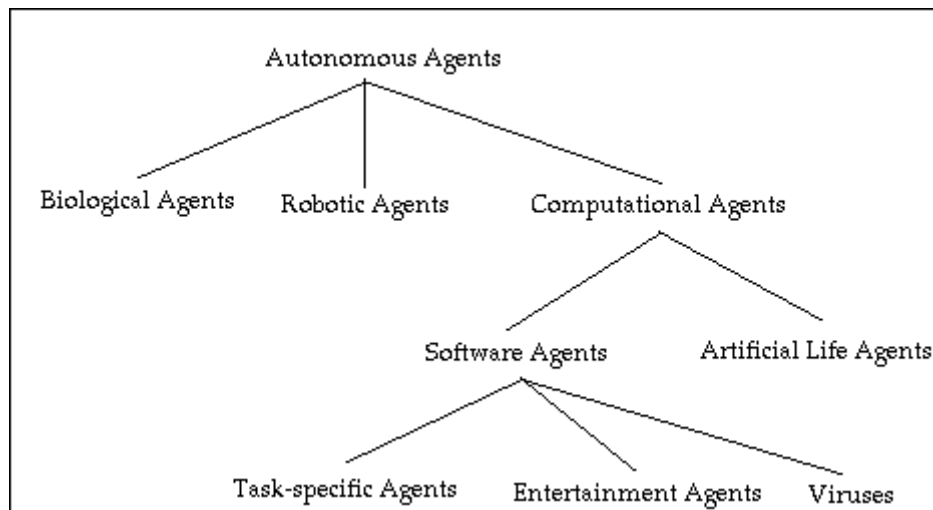 Autonomous Agents
Biological Agents
Robotic Agents
Computational Agents
Software Agents
Artificial Life Agents
Task-specific Agents
Entertainment Agents
Viruses